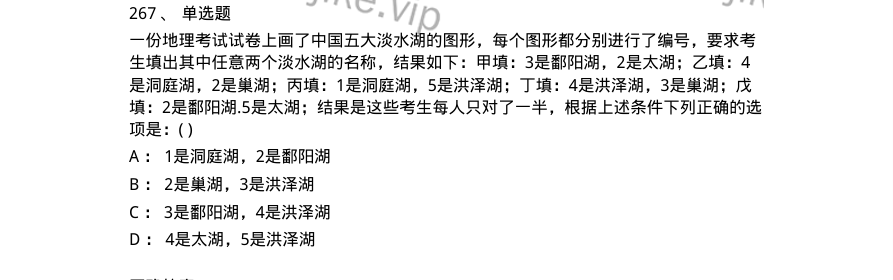 jike.vip
267 、 单选题
一份地理考试试卷上画了中国五大淡水湖的图形，每个图形都分别进行了编号，要求考
生填出其中任意两个淡水湖的名称，结果如下：甲填：3是鄱阳湖，2是太湖；乙填：4
是洞庭湖，2是巢湖；丙填：1是洞庭湖，5是洪泽湖；丁填：4是洪泽湖，3是巢湖；戊
填：2是鄱阳湖.5是太湖；结果是这些考生每人只对了一半，根据上述条件下列正确的选
项是：( )
A ： 1是洞庭湖，2是鄱阳湖
B ： 2是巢湖，3是洪泽湖
C ： 3是鄱阳湖，4是洪泽湖
D ： 4是太湖，5是洪泽湖